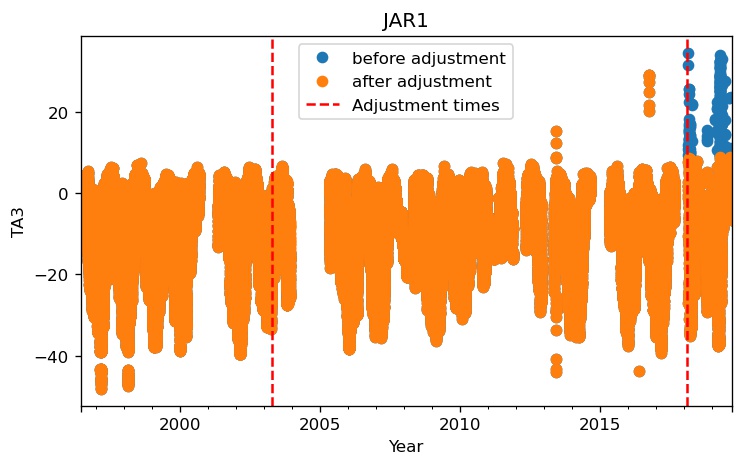 JAR1
before adjustment
after adjustment
Adjustment times
20
0
−20
−40
TA3
2000
2005
2010
2015
Year